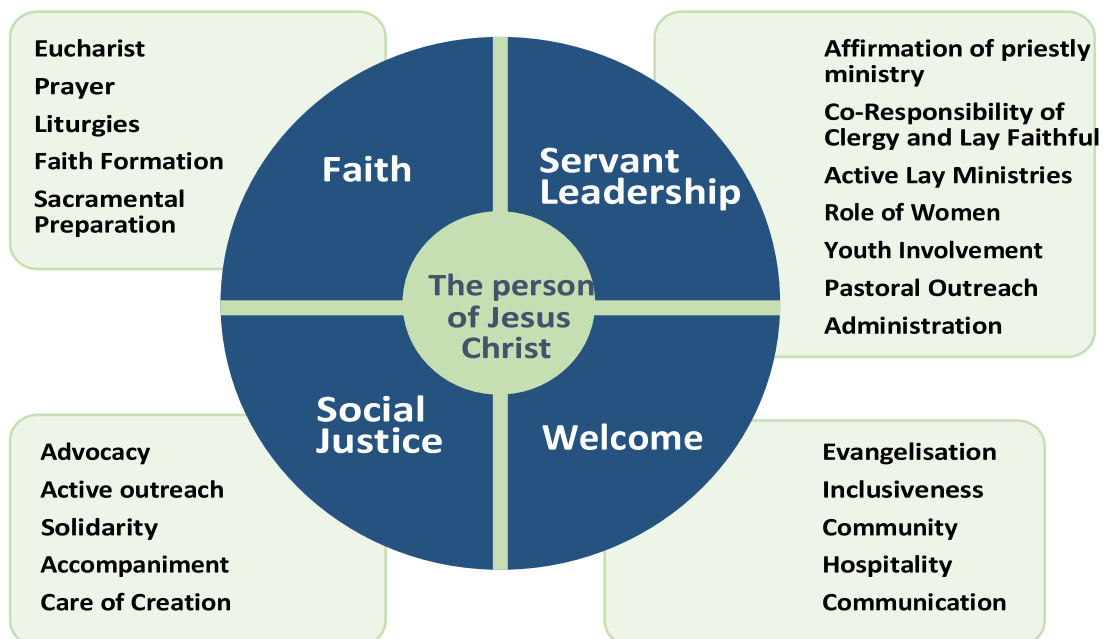 Eucharist
Prayer
Liturgies
Faith Formation
Sacramental
Preparation
Faith
Servant
Leadership
Affirmation of priestly
ministry
Co-Responsibility of
Clergy and Lay Faithful
Active Lay Ministries
Role of Women
Youth Involvement
Pastoral Outreach
Administration
The person
of Jesus
Christ
Social
Justice
Advocacy
Active outreach
Solidarity
Accompaniment
Care of Creation
Welcome
Evangelisation
Inclusiveness
Community
Hospitality
Communication